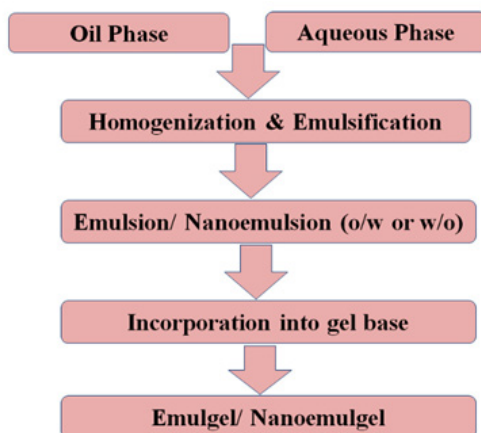 Oil Phase
Aqueous Phase
Homogenization & Emulsification
Emulsion/ Nanoemulsion (o/w or w/o)
Incorporation into gel base
Emulgel/ Nanoemulgel